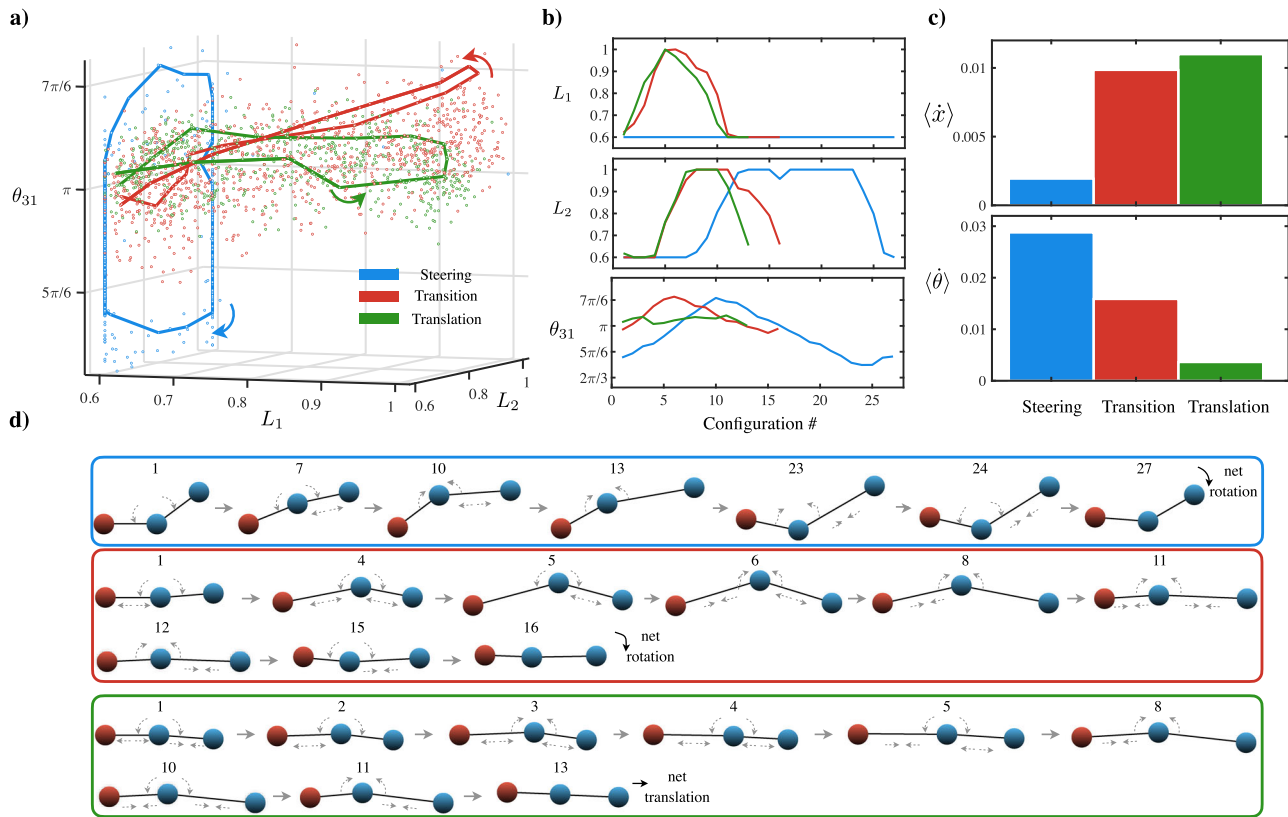 a)
7π/6
θ31
π
5π/6
0.6
0.7
0.8
0.9
1
L1
0.6
0.8
1
L2
Steering
Transition
Translation
b)
1
0.9
L1
0.8
0.7
0.6
1
0.9
L2
0.8
0.7
0.6
7π/6
θ31
π
5π/6
2π/3
0 5 10 15 20 25
Configuration #
c)
0.01
⟨ẋ⟩
0.005
0
0.03
⟨θ̇⟩
0.01
0
Steering Transition Translation
d)
1 7 10 13 23 24 27
net
rotation
1 4 5 6 8 11
12 15 16
net
rotation
1 2 3 4 5 8
10 11 13
net
translation